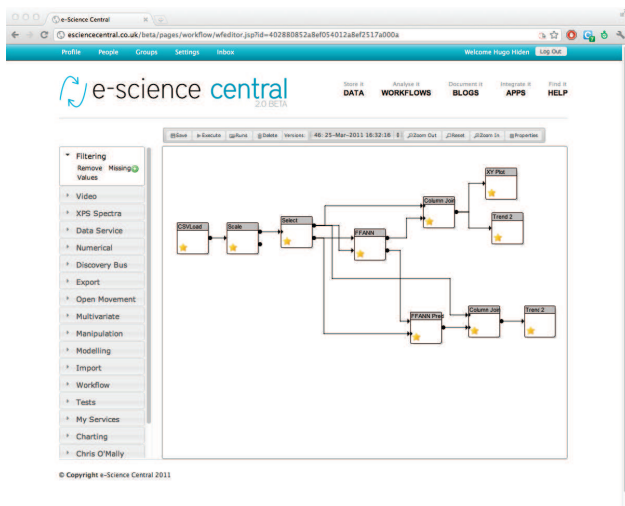 e-Science Central
esciencecentral.co.uk/beta/pages/workflow/wfeditor.jsp?id=402880852a8ef054012a8ef2517a000a
Profile People Groups Settings Inbox Welcome Hugo Hiden Log Out
e-science central
2.0 BETA
Store it Analyse it Document it Integrate it Find it
DATA WORKFLOWS BLOGS APPS HELP
Save Execute Runs Delete Versions: 46: 25-Mar-2011 16:32:16 Zoom Out Reset Zoom In Properties
Filtering
Remove Missing
Values
Video
XPS Spectra
Data Service
Numerical
Discovery Bus
Export
Open Movement
Multivariate
Manipulation
Modelling
Import
Workflow
Tests
My Services
Charting
Chris O'Mally
CSVLoad
Scale
Select
FFANN
Column Join
XY Plot
Trend 2
FFANN Pred
Column Join
Trend 2
© Copyright e-Science Central 2011